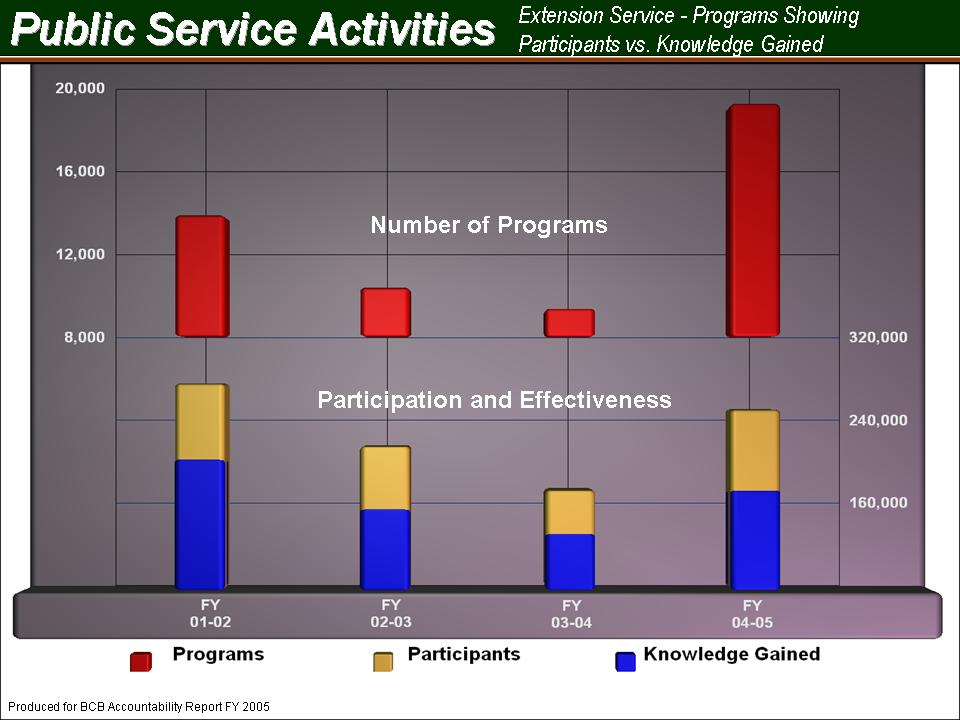 Public Service Activities
Extension Service - Programs Showing
Participants vs. Knowledge Gained
20,000
16,000
Number of Programs
12,000
8,000
320,000
Participation and Effectiveness
240,000
160,000
FY
01-02
FY
02-03
FY
03-04
FY
04-05
Programs
Participants
Knowledge Gained
Produced for BCB Accountability Report FY 2005